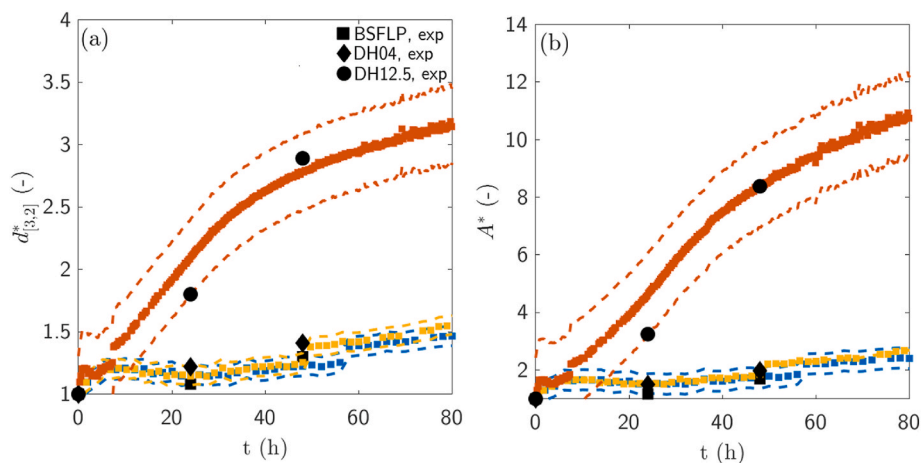 (a)
BSFLP, exp
DH04, exp
DH12.5, exp
4
3.5
3
2.5
2
1.5
1
d*[3,2] (-)
0 20 40 60 80
t (h)
(b)
14
12
10
8
6
4
2
A* (-)
0 20 40 60 80
t (h)